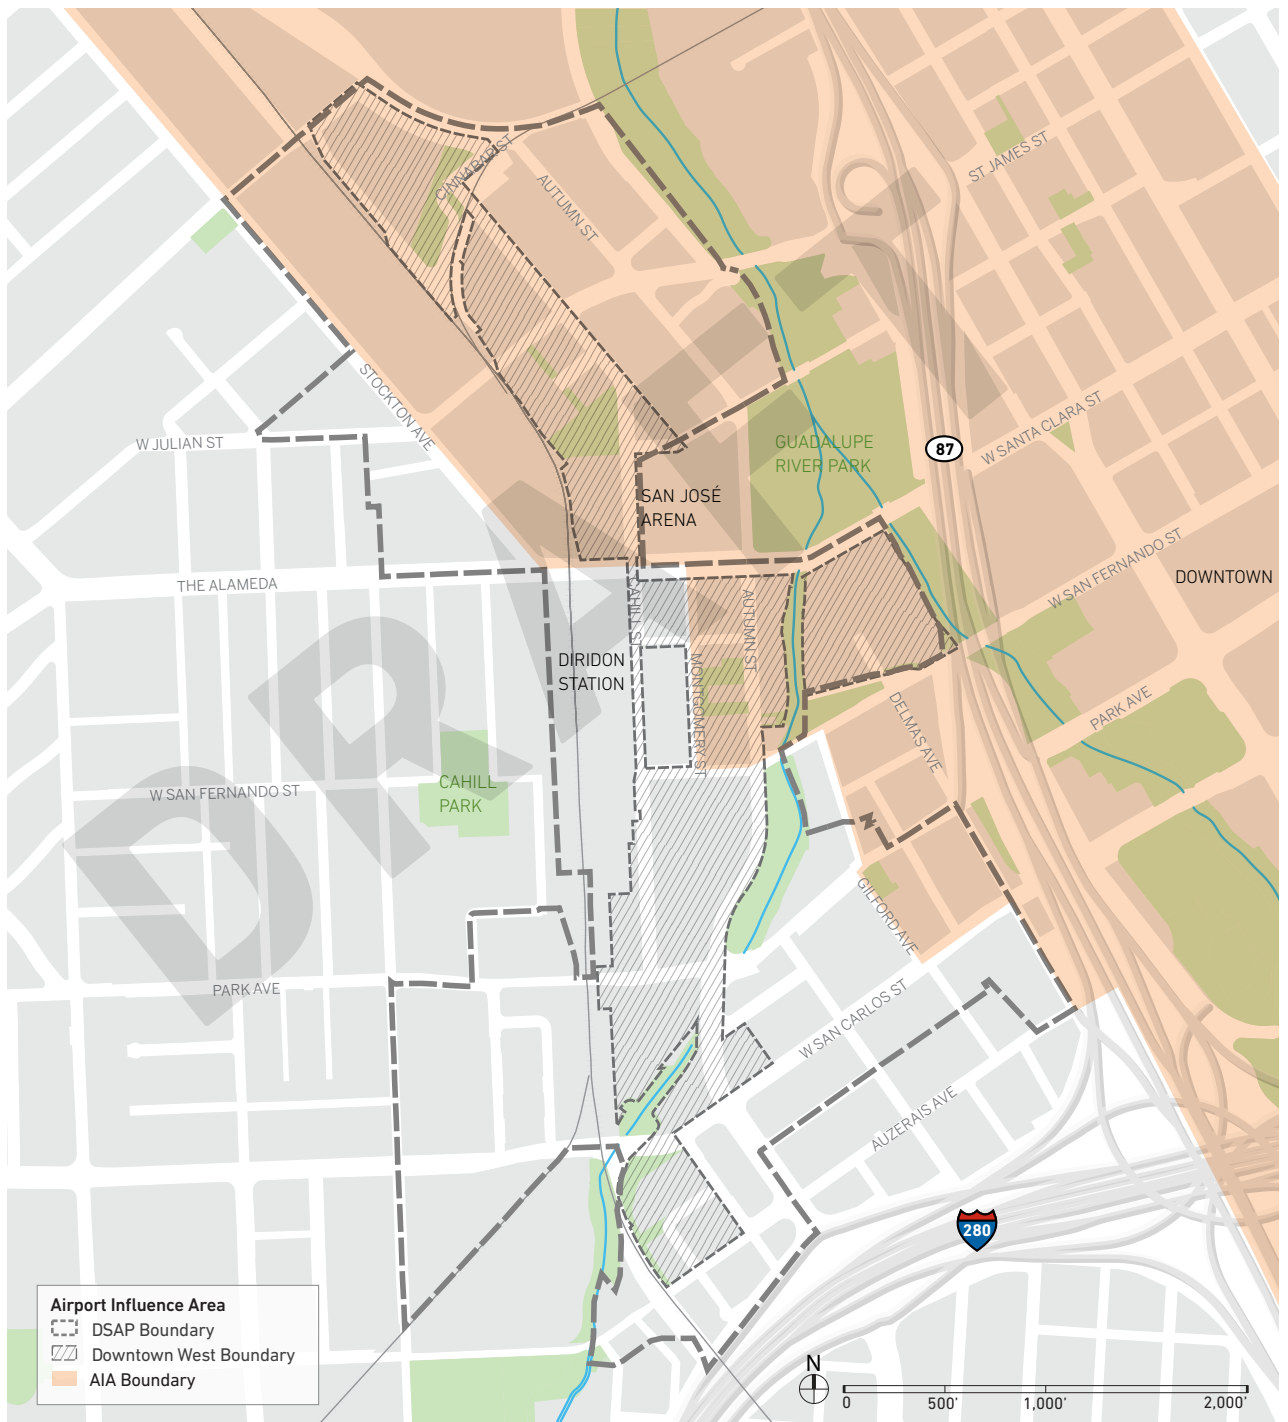 CINNABAR ST
AUTUMN ST
ST JAMES ST
STOCKTON AVE
W JULIAN ST
GUADALUPE
RIVER PARK
87
W SANTA CLARA ST
SAN JOSÉ
ARENA
W SAN FERNANDO ST
DOWNTOWN
THE ALAMEDA
CAHILL ST
AUTUMN ST
DIRIDON
STATION
MONTGOMERY ST
DELMAS AVE
PARK AVE
CAHILL
PARK
W SAN FERNANDO ST
GILFORD AVE
PARK AVE
W SAN CARLOS ST
AUZERAIS AVE
280
DRA
Airport Influence Area
DSAP Boundary
Downtown West Boundary
AIA Boundary
N
0 500' 1,000' 2,000'